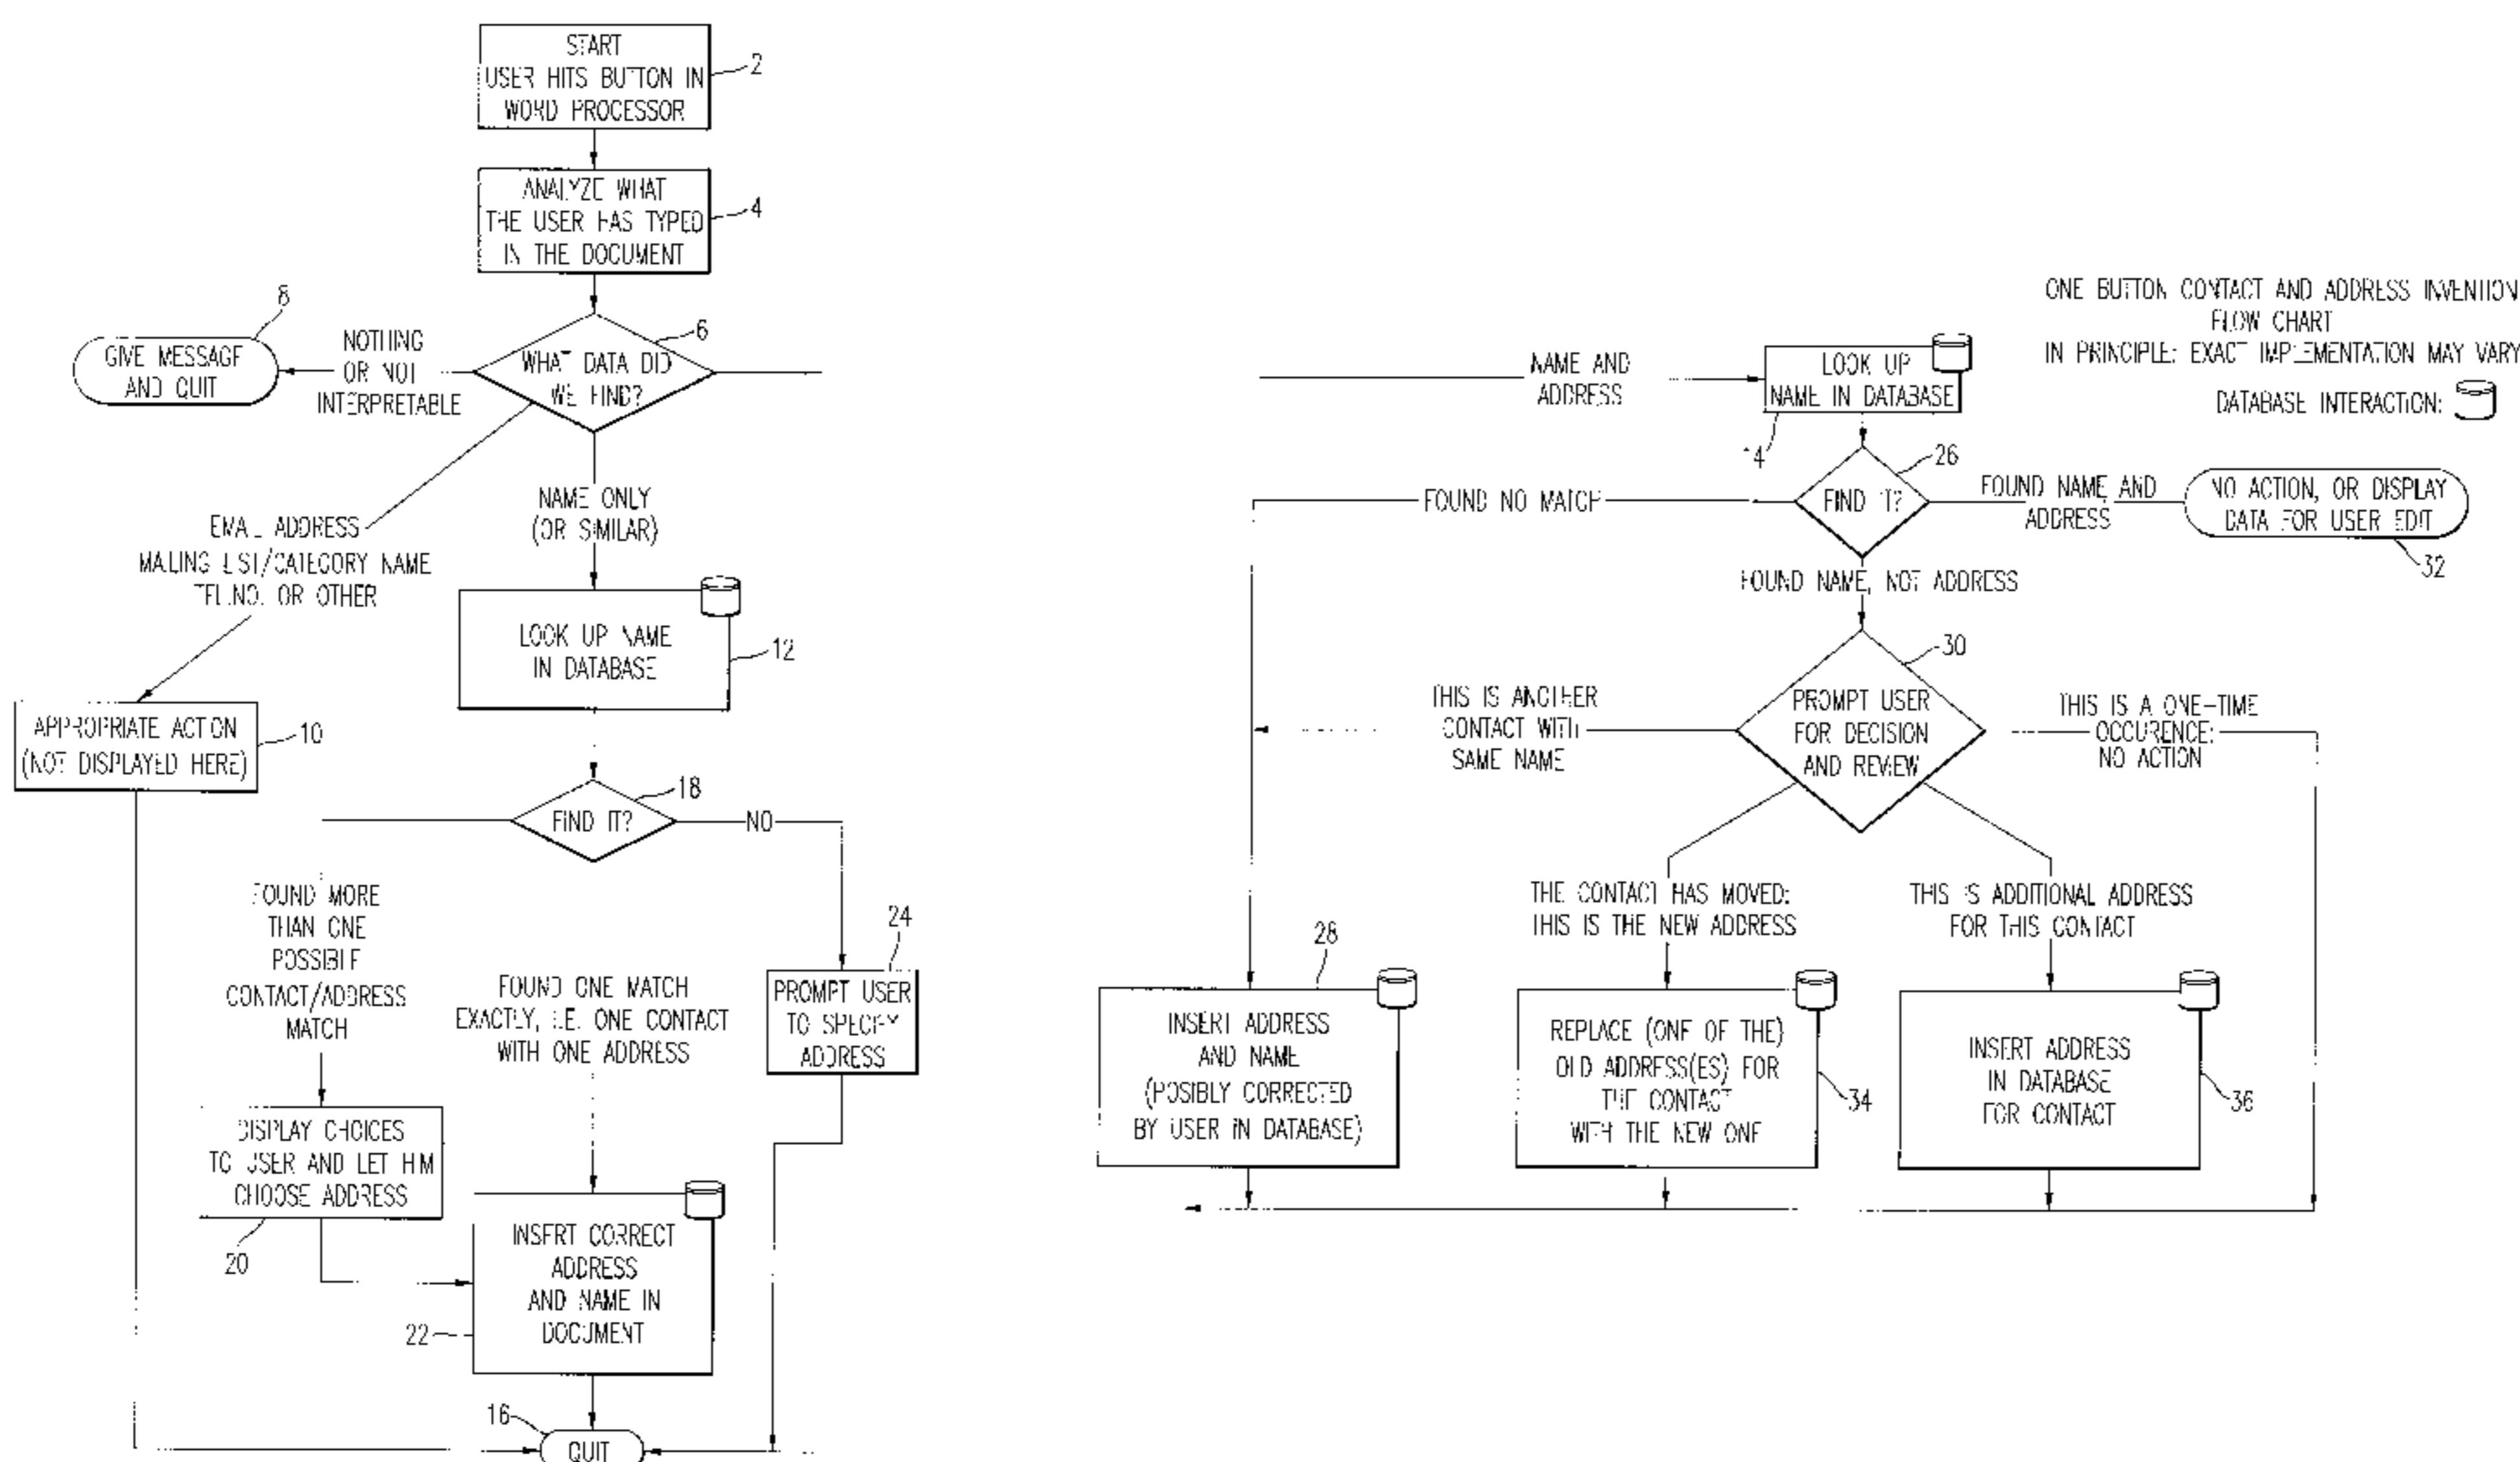 START
USER HITS BUTTON IN
WORD PROCESSOR
2
ANALYZE WHAT
THE USER HAS TYPED
IN THE DOCUMENT
4
WHAT DATA DID
WE FIND?
6
8
GIVE MESSAGE
AND QUIT
NOTHING
OR NOT
INTERPRETABLE
EMAIL ADDRESS
MAILING LIST/CATEGORY NAME
TEL.NO. OR OTHER
NAME ONLY
(OR SIMILAR)
LOOK UP NAME
IN DATABASE
12
APPROPRIATE ACTION
(NOT DISPLAYED HERE)
10
FIND IT?
18
NO
FOUND MORE
THAN ONE
POSSIBLE
CONTACT/ADDRESS
MATCH
FOUND ONE MATCH
EXACTLY, I.E. ONE CONTACT
WITH ONE ADDRESS
24
PROMPT USER
TO SPECIFY
ADDRESS
DISPLAY CHOICES
TO USER AND LET HIM
CHOOSE ADDRESS
20
INSERT CORRECT
ADDRESS
AND NAME IN
DOCUMENT
22
16
QUIT
ONE BUTTON CONTACT AND ADDRESS INVENTION
FLOW CHART
IN PRINCIPLE: EXACT IMPLEMENTATION MAY VARY
DATABASE INTERACTION:
NAME AND
ADDRESS
LOOK UP
NAME IN DATABASE
14
FIND IT?
26
FOUND NO MATCH
FOUND NAME AND
ADDRESS
NO ACTION, OR DISPLAY
DATA FOR USER EDIT
32
FOUND NAME, NOT ADDRESS
30
PROMPT USER
FOR DECISION
AND REVIEW
THIS IS ANOTHER
CONTACT WITH
SAME NAME
THIS IS A ONE-TIME
OCCURENCE:
NO ACTION
THE CONTACT HAS MOVED:
THIS IS THE NEW ADDRESS
THIS IS ADDITIONAL ADDRESS
FOR THIS CONTACT
28
INSERT ADDRESS
AND NAME
(POSIBLY CORRECTED
BY USER IN DATABASE)
REPLACE (ONE OF THE)
OLD ADDRESS(ES) FOR
THE CONTACT
WITH THE NEW ONE
34
INSERT ADDRESS
IN DATABASE
FOR CONTACT
36